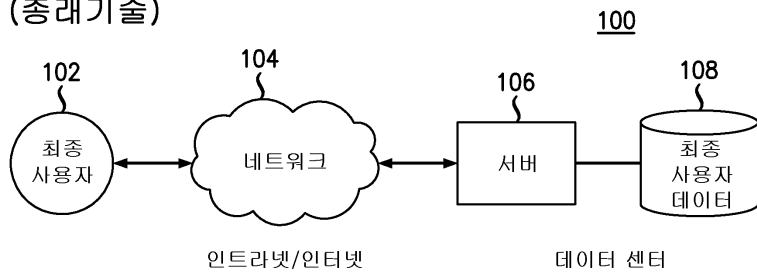 (종래기술)
100
102
104
106
108
최종
사용자
네트워크
서버
최종
사용자
데이터
인트라넷/인터넷
데이터 센터